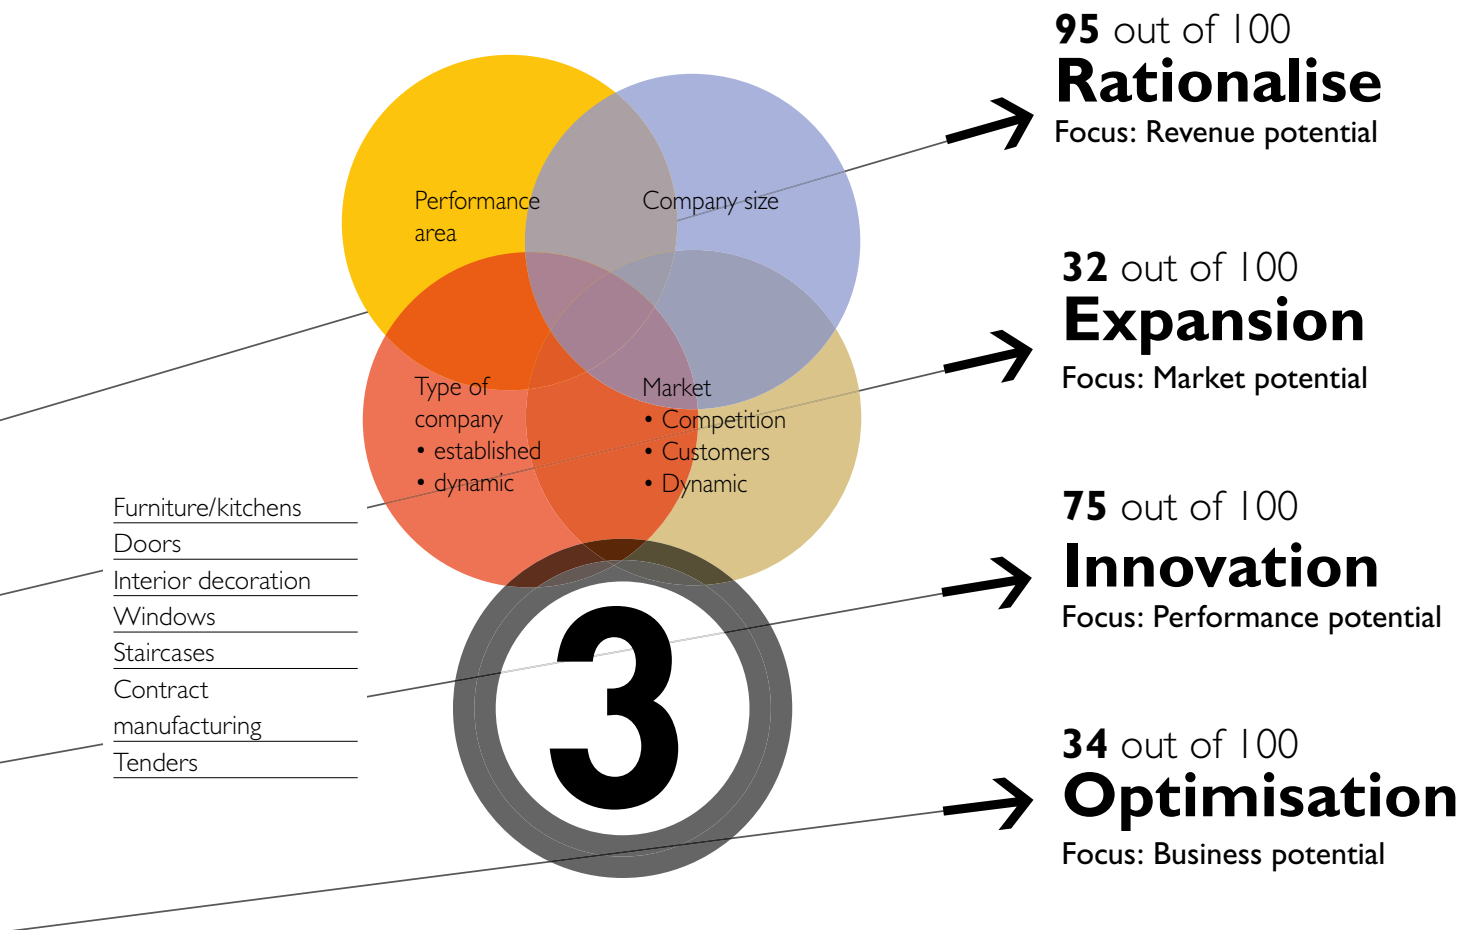 95 out of 100
Rationalise
Focus: Revenue potential
Performance
area
Company size
32 out of 100
Expansion
Focus: Market potential
Type of
company
• established
• dynamic
Market
• Competition
• Customers
• Dynamic
Furniture/kitchens
Doors
Interior decoration
Windows
Staircases
Contract
manufacturing
Tenders
3
75 out of 100
Innovation
Focus: Performance potential
34 out of 100
Optimisation
Focus: Business potential